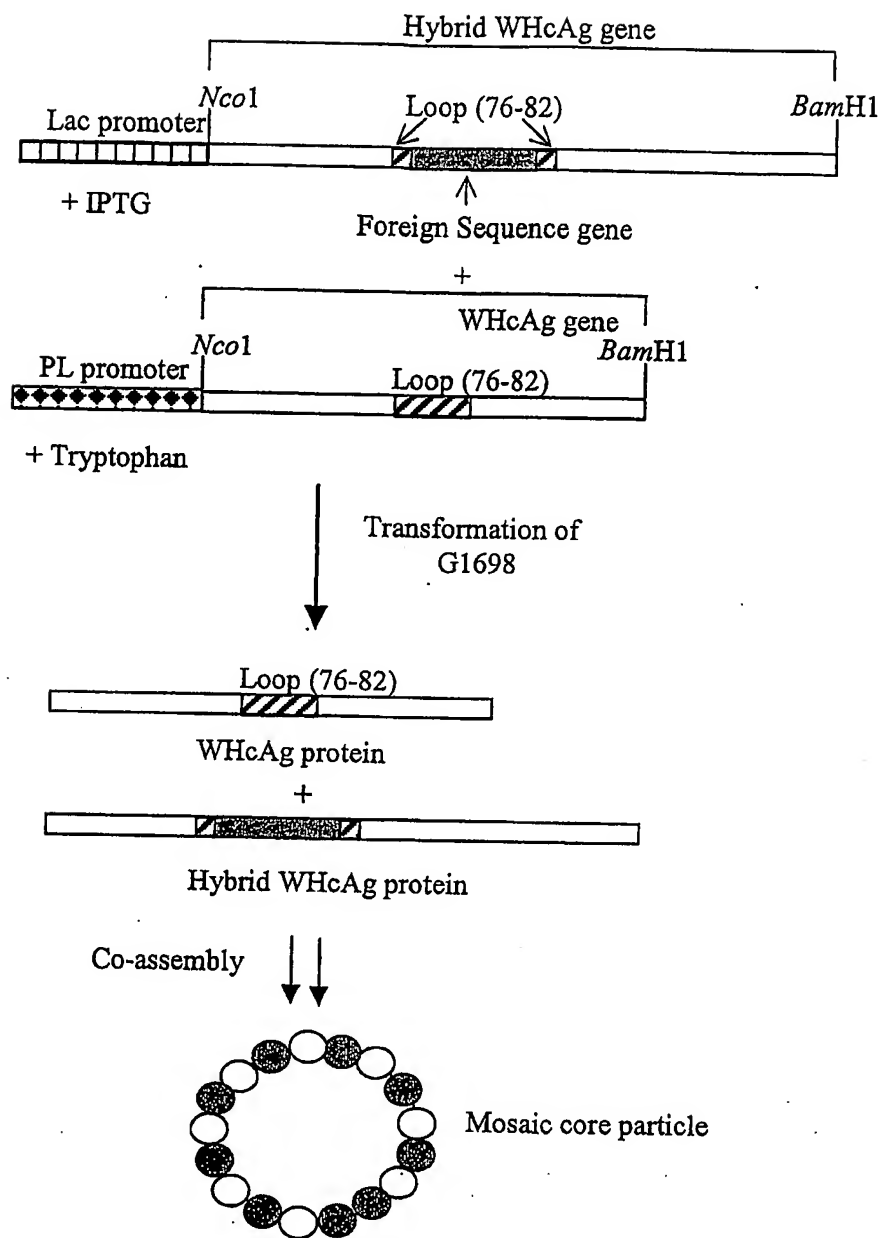 Hybrid WHcAg gene
Nco1
Loop (76-82)
BamH1
Lac promoter
+ IPTG
Foreign Sequence gene
+
WHcAg gene
Nco1
BamH1
PL promoter
Loop (76-82)
+ Tryptophan
Transformation of
G1698
Loop (76-82)
WHcAg protein
+
Hybrid WHcAg protein
Co-assembly
Mosaic core particle